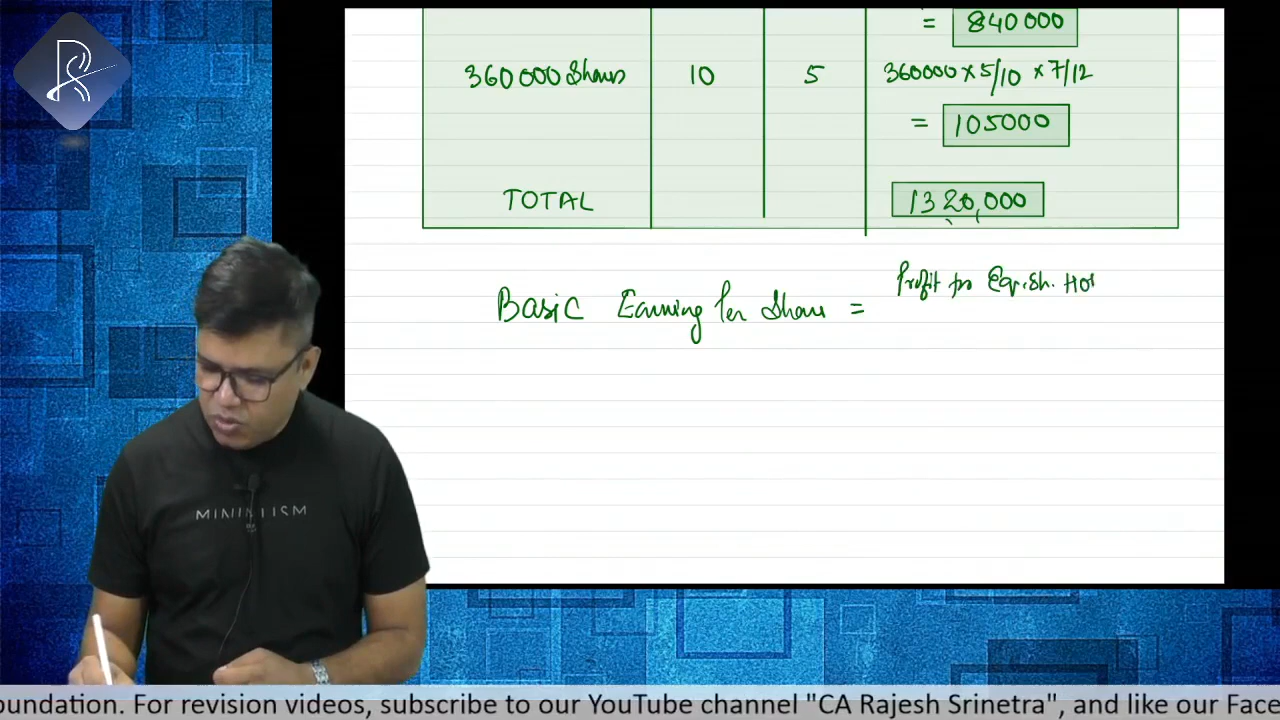 = 840000
360000 Shares 10 5 360000 x 5/10 x 7/12
= 105000
TOTAL 1320,000
Profit for Eq. Sh. Hol
Basic Earning Per Share =
MINIMALISM
oundation. For revision videos, subscribe to our YouTube channel "CA Rajesh Srinetra", and like our Face